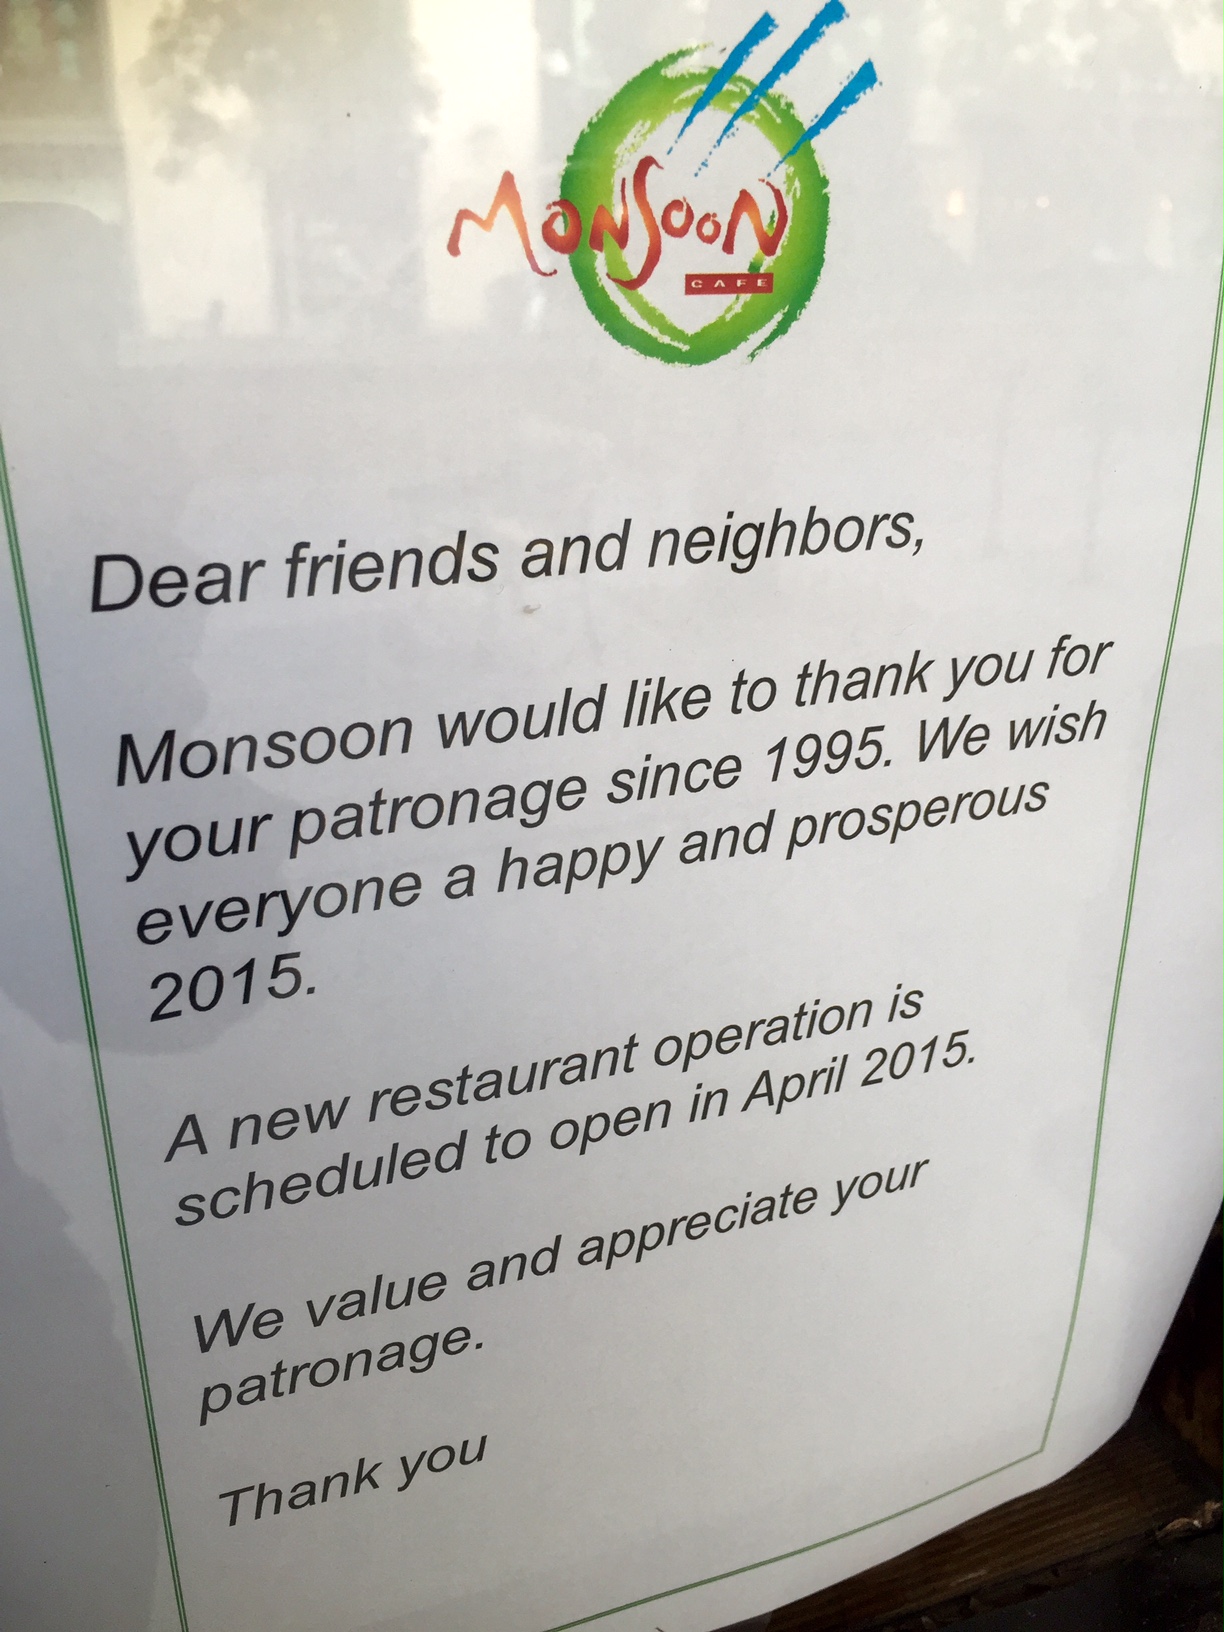 MONSOON
CAFE
Dear friends and neighbors,
Monsoon would like to thank you for
your patronage since 1995. We wish
everyone a happy and prosperous
2015.
A new restaurant operation is
scheduled to open in April 2015.
We value and appreciate your
patronage.
Thank you